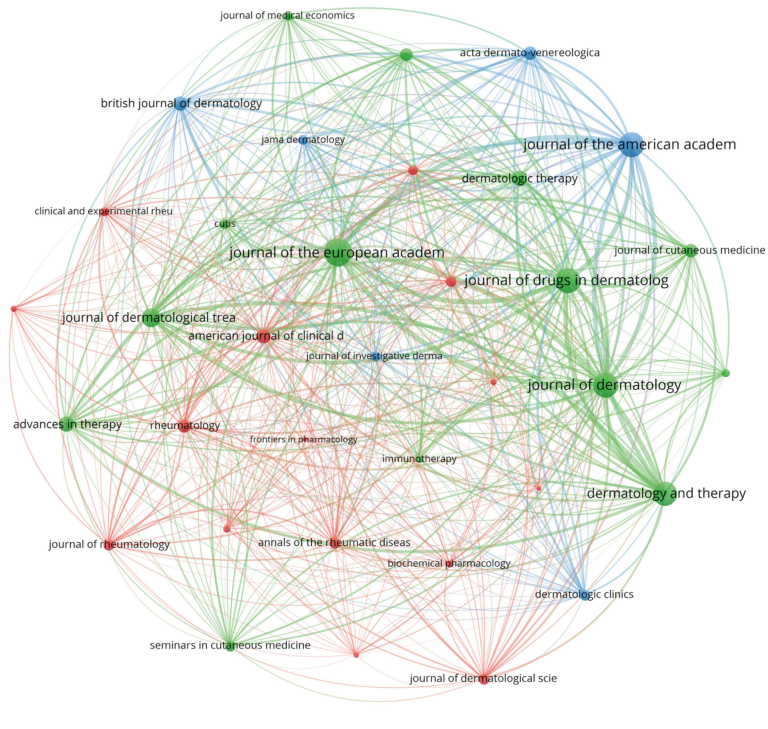 journal of medical economics
acta dermato-venereologica
british journal of dermatology
jama dermatology
journal of the american academ
dermatologic therapy
clinical and experimental rheu
cutis
journal of the european academ
journal of cutaneous medicine
journal of drugs in dermatolog
journal of dermatological trea
american journal of clinical d
journal of investigative derma
journal of dermatology
advances in therapy
rheumatology
frontiers in pharmacology
immunotherapy
dermatology and therapy
journal of rheumatology
annals of the rheumatic diseas
biochemical pharmacology
dermatologic clinics
seminars in cutaneous medicine
journal of dermatological scie